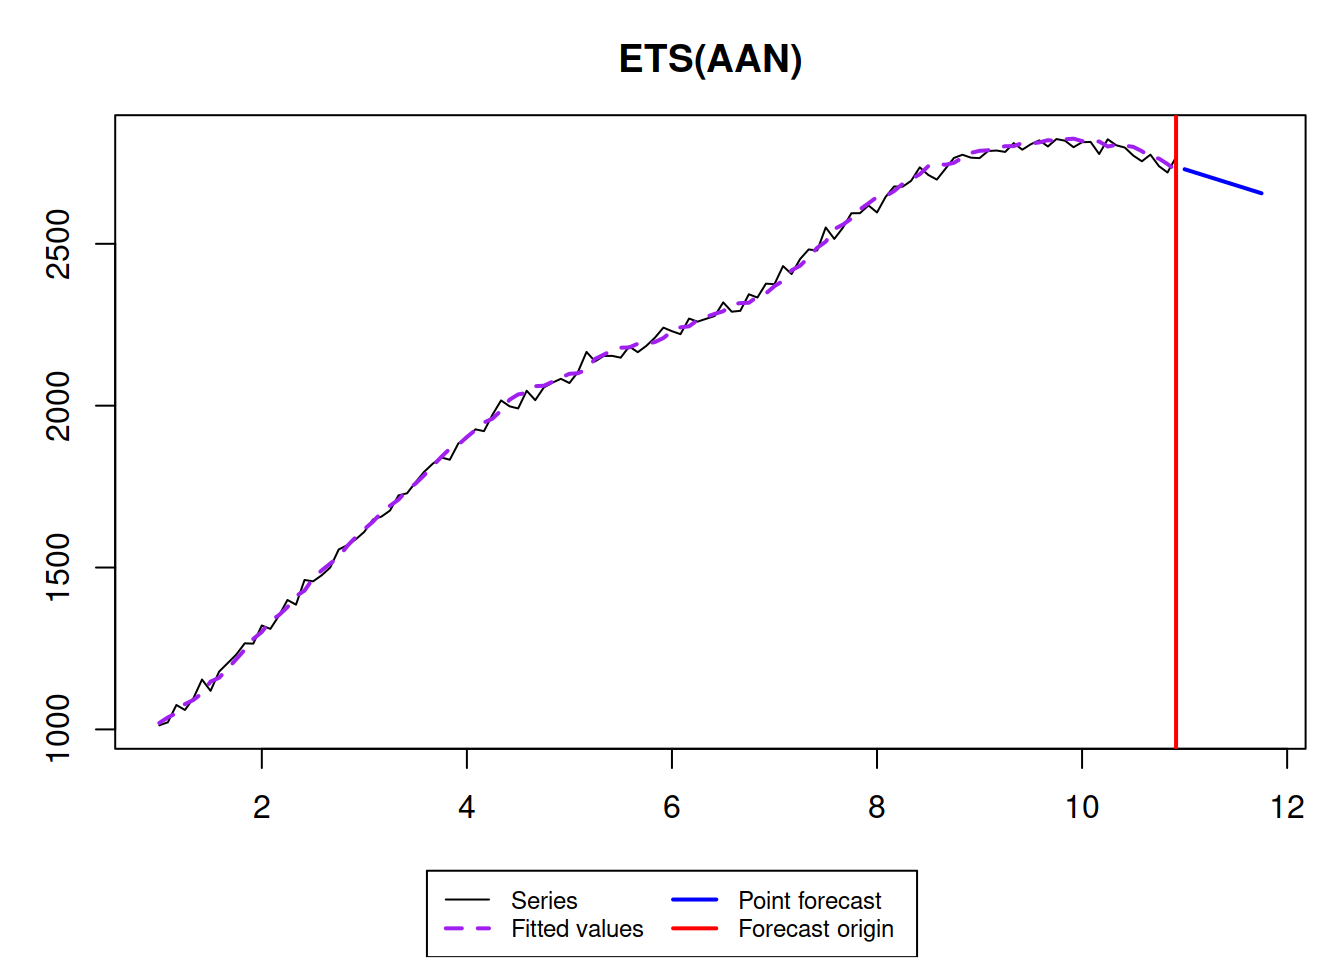 ETS(AAN)
2500
2000
1500
1000
2 4 6 8 10 12
Series Point forecast
Fitted values Forecast origin